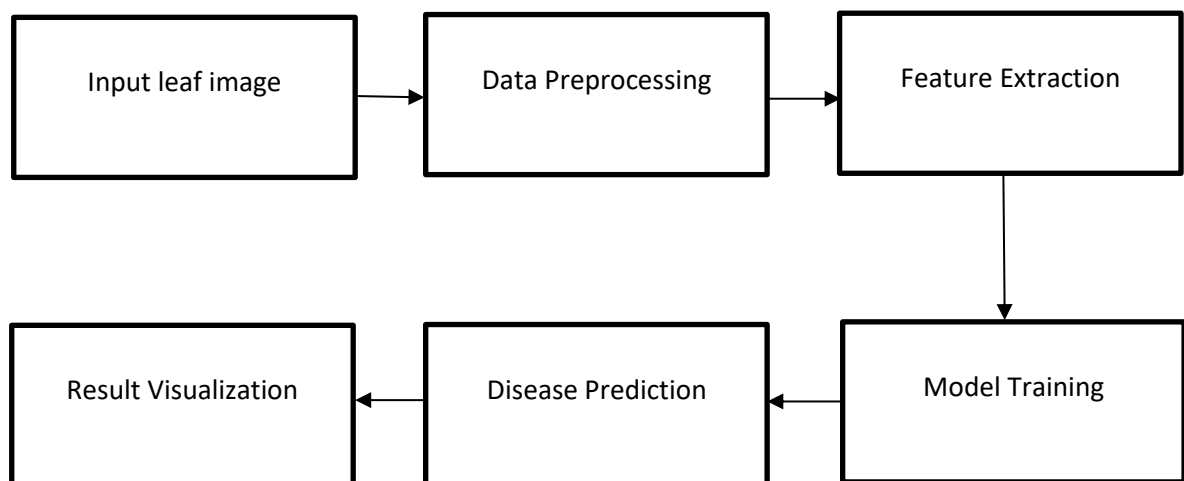 Input leaf image
Data Preprocessing
Feature Extraction
Model Training
Disease Prediction
Result Visualization